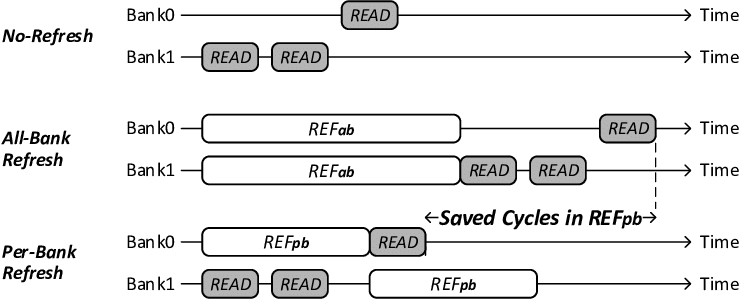 No-Refresh
Bank0 READ Time
Bank1 READ READ Time
All-Bank Refresh
Bank0 REFab READ Time
Bank1 REFab READ READ Time
Saved Cycles in REFpb
Per-Bank Refresh
Bank0 REFpb READ Time
Bank1 READ READ REFpb Time